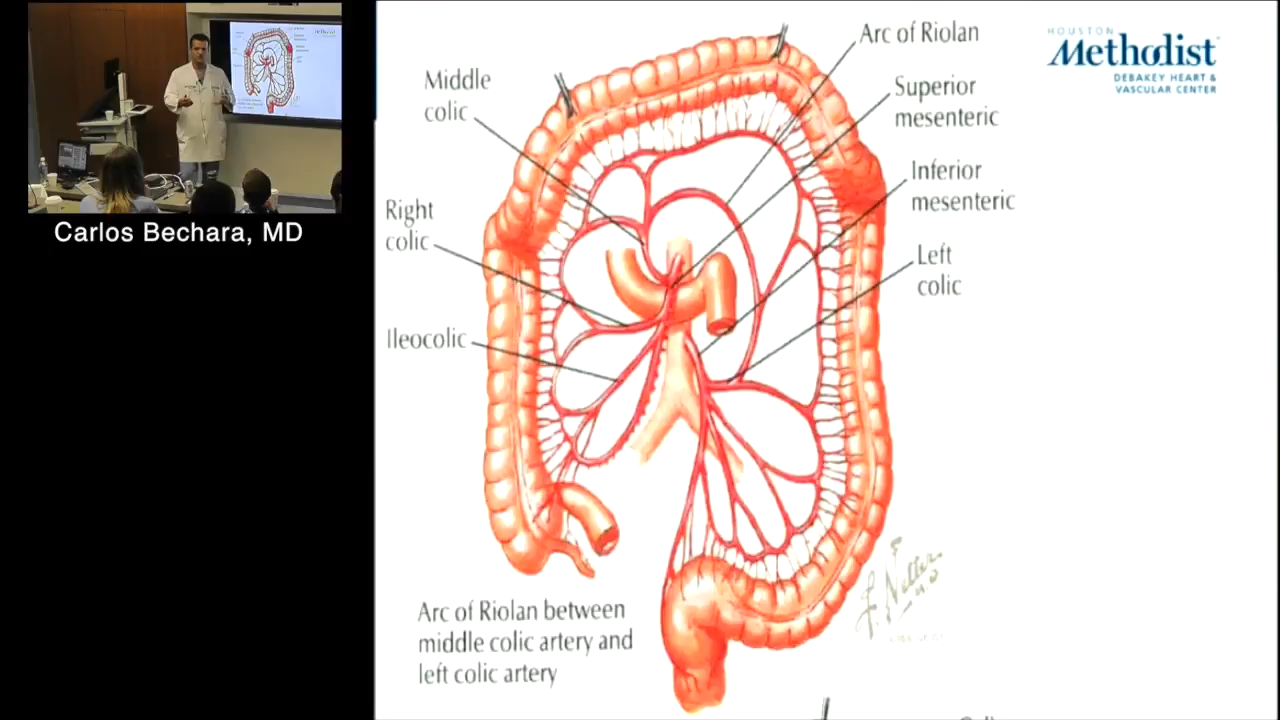 Carlos Bechara, MD
HOUSTON
Methodist
DEBAKEY HEART &
VASCULAR CENTER
Arc of Riolan
Middle
colic
Superior
mesenteric
Inferior
mesenteric
Right
colic
Left
colic
Ileocolic
Arc of Riolan between
middle colic artery and
left colic artery
F. Netter